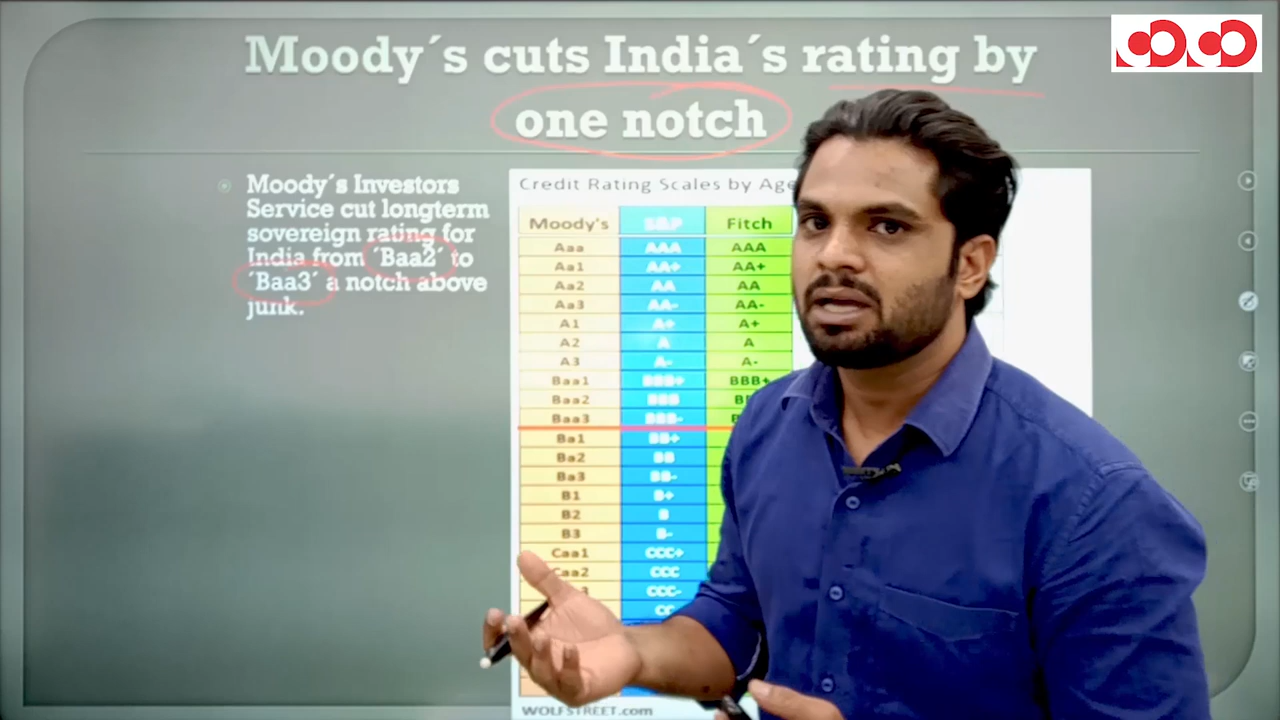 Moody´s cuts India´s rating by
one notch
Moody´s Investors
Service cut longterm
sovereign rating for
India from ´Baa2´ to
´Baa3´ a notch above
junk.
Credit Rating Scales by Age
Moody's S&P Fitch
Aaa AAA AAA
Aa1 AA+ AA+
Aa2 AA AA
Aa3 AA- AA-
A1 A+ A+
A2 A A
A3 A- A-
Baa1 BBB+ BBB+
Baa2 BBB
Baa3 BBB-
Ba1 BB+
Ba2 BB
Ba3 BB-
B1 B+
B2 B
B3 B-
Caa1 CCC+
Caa2 CCC
CCC-
CC
WOLFSTREET.com